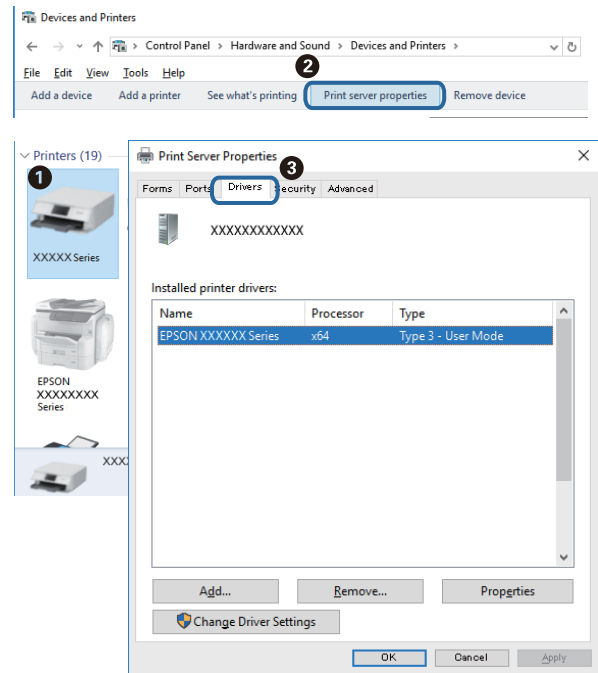 Devices and Printers
Control Panel > Hardware and Sound > Devices and Printers >
2
File Edit View Tools Help
Add a device Add a printer See what's printing Print server properties Remove device
Printers (19)
1
XXXXX Series
EPSON
XXXXXXXX
Series
Print Server Properties
3
Forms Ports Drivers Security Advanced
XXXXXXXXXXXX
Installed printer drivers:
Name Processor Type
EPSON XXXXXX Series x64 Type 3 - User Mode
Add... Remove... Properties
Change Driver Settings
OK Cancel Apply